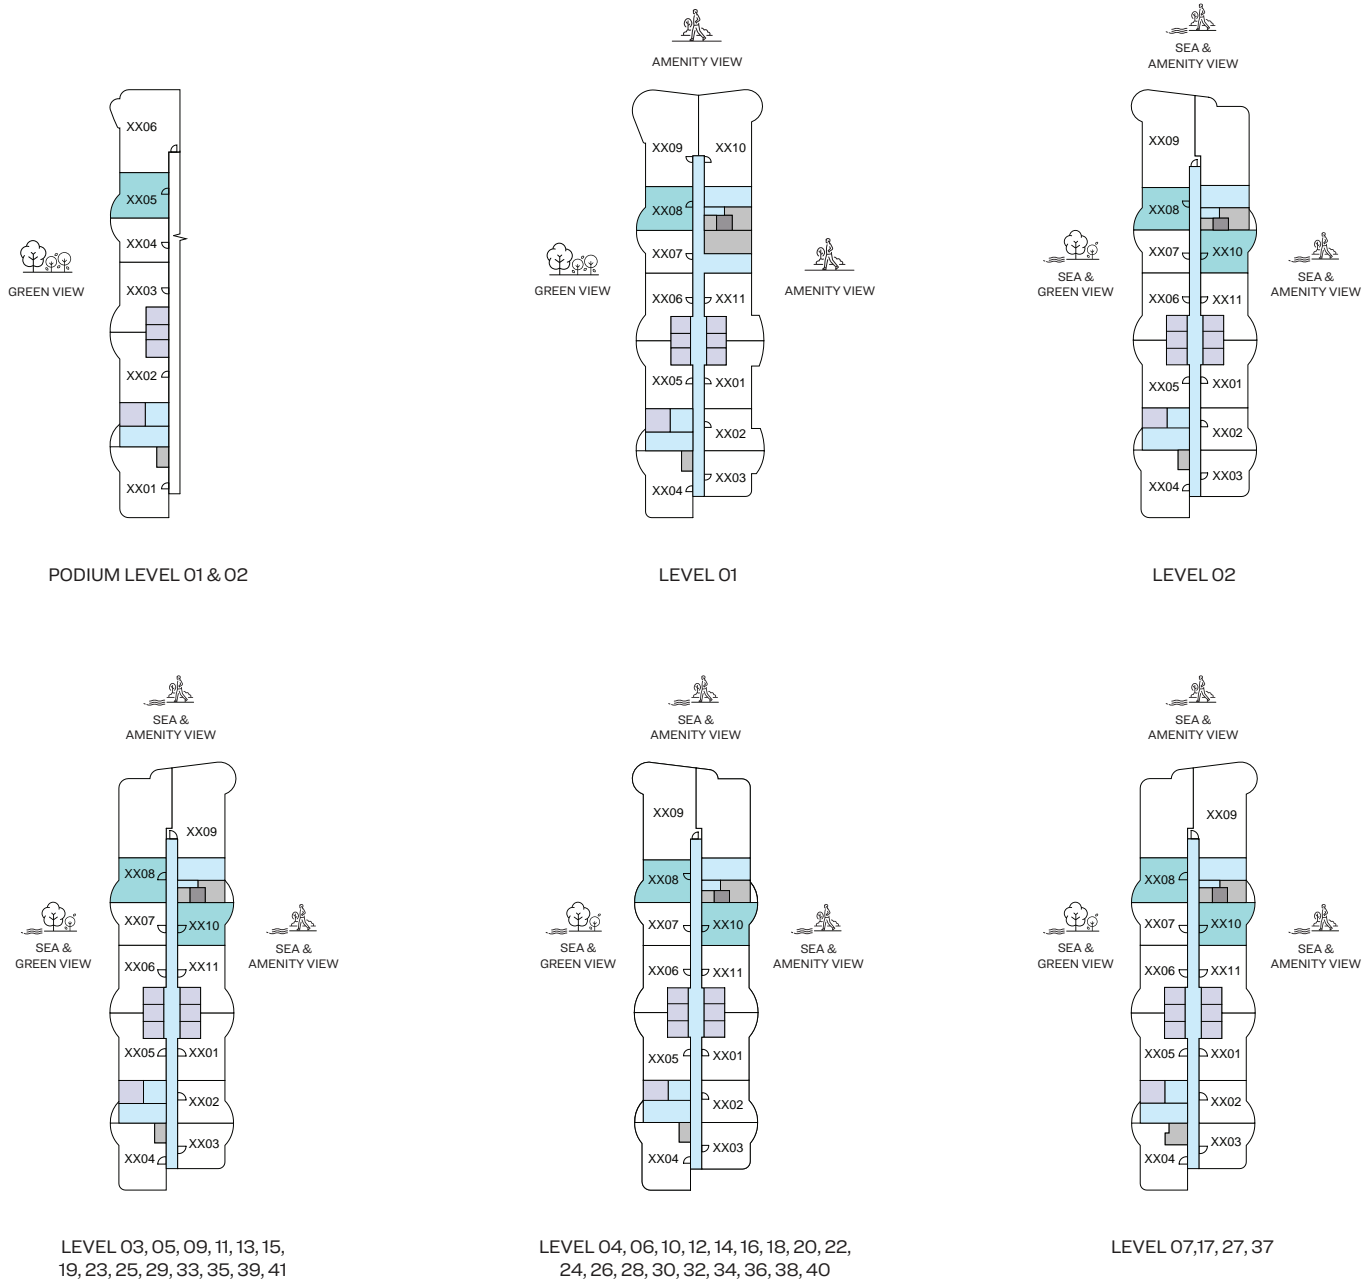 AMENITY VIEW
SEA &
AMENITY VIEW
XX06
XX05
XX04
XX03
XX02
XX01
GREEN VIEW
PODIUM LEVEL 01 & 02
XX09
XX10
XX08
XX07
XX06
XX11
XX05
XX01
XX02
XX04
XX03
GREEN VIEW
AMENITY VIEW
LEVEL 01
XX09
XX08
XX07
XX10
XX06
XX11
XX05
XX01
XX02
XX04
XX03
SEA &
GREEN VIEW
SEA &
AMENITY VIEW
LEVEL 02
SEA &
AMENITY VIEW
XX09
XX08
XX07
XX10
XX06
XX11
XX05
XX01
XX02
XX04
XX03
SEA &
GREEN VIEW
SEA &
AMENITY VIEW
LEVEL 03, 05, 09, 11, 13, 15,
19, 23, 25, 29, 33, 35, 39, 41
SEA &
AMENITY VIEW
XX09
XX08
XX07
XX10
XX06
XX11
XX05
XX01
XX02
XX04
XX03
SEA &
GREEN VIEW
SEA &
AMENITY VIEW
LEVEL 04, 06, 10, 12, 14, 16, 18, 20, 22,
24, 26, 28, 30, 32, 34, 36, 38, 40
SEA &
AMENITY VIEW
XX09
XX08
XX07
XX10
XX06
XX11
XX05
XX01
XX02
XX04
XX03
SEA &
GREEN VIEW
SEA &
AMENITY VIEW
LEVEL 07,17, 27, 37